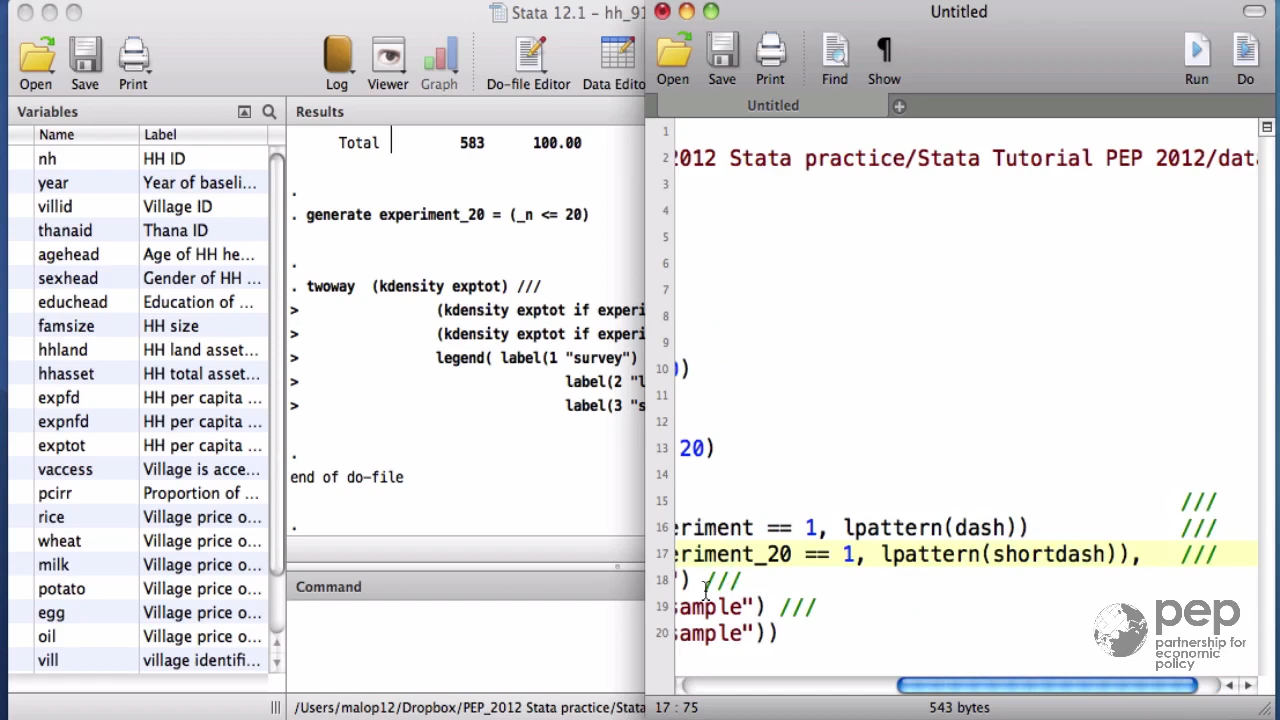 Stata 12.1 – hh_91
Untitled
Open Save Print Log Viewer Graph Do-file Editor Data Edito
Open Save Print Find Show Run Do
Variables
Results
Untitled
Name Label
nh HH ID
year Year of baseli...
villid Village ID
thanaid Thana ID
agehead Age of HH he...
sexhead Gender of HH ...
educhead Education of ...
famsize HH size
hhland HH land asset...
hhasset HH total asset...
expfd HH per capita ...
expnfd HH per capita ...
exptot HH per capita ...
vaccess Village is acce...
pcirr Proportion of ...
rice Village price o...
wheat Village price o...
milk Village price o...
potato Village price o...
egg Village price o...
oil Village price o...
vill village identifi...
Total 583 100.00
.
. generate experiment_20 = (_n <= 20)
.
. twoway (kdensity exptot) ///
> (kdensity exptot if experi
> (kdensity exptot if experi
> legend( label(1 "survey")
> label(2 "l
> label(3 "s
.
end of do-file
.
Command
/Users/malop12/Dropbox/PEP_2012 Stata practice/Stata
1
2 2012 Stata practice/Stata Tutorial PEP 2012/data
3
4
5
6
7
8
9
10 0)
11
12
13 20)
14
15 ///
16 eriment == 1, lpattern(dash)) ///
17 eriment_20 == 1, lpattern(shortdash)), ///
18 ") ///
19 sample") ///
20 sample"))
17 : 75 543 bytes
pep
partnership for
economic
policy